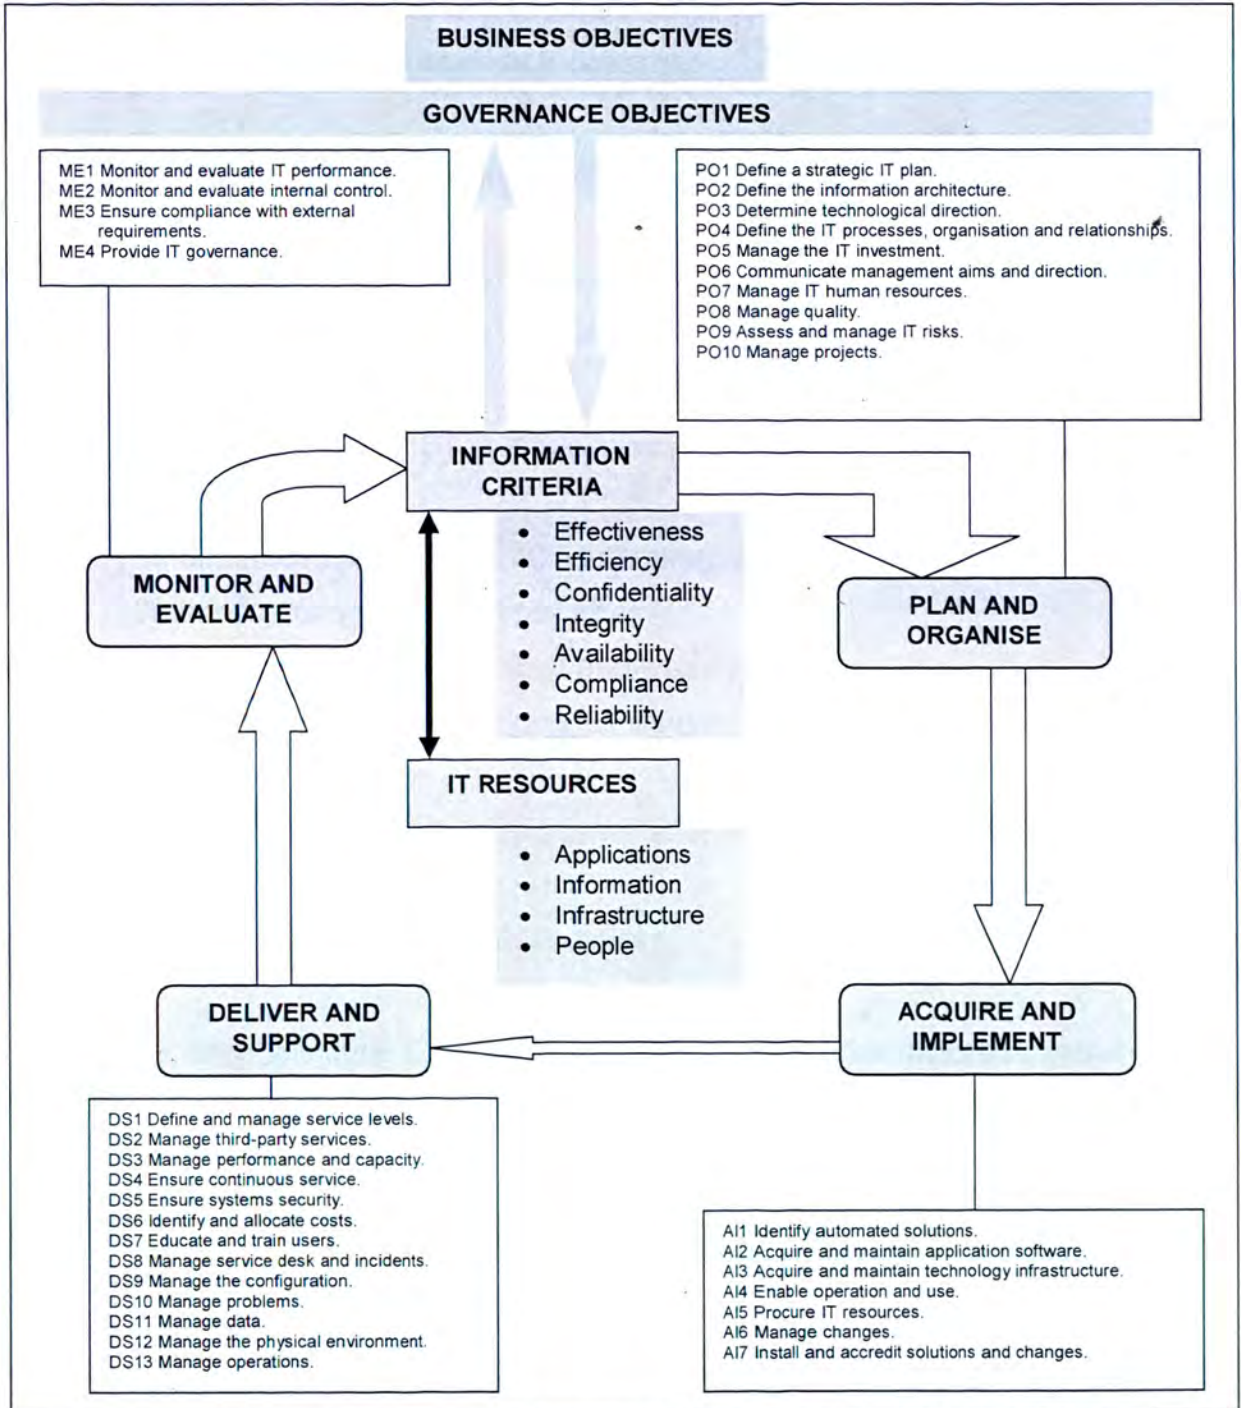 BUSINESS OBJECTIVES
GOVERNANCE OBJECTIVES
ME1 Monitor and evaluate IT performance.
ME2 Monitor and evaluate internal control.
ME3 Ensure compliance with external
requirements.
ME4 Provide IT governance.
PO1 Define a strategic IT plan.
PO2 Define the information architecture.
PO3 Determine technological direction.
PO4 Define the IT processes, organisation and relationships.
PO5 Manage the IT investment.
PO6 Communicate management aims and direction.
PO7 Manage IT human resources.
PO8 Manage quality.
PO9 Assess and manage IT risks.
PO10 Manage projects.
INFORMATION
CRITERIA
• Effectiveness
• Efficiency
• Confidentiality
• Integrity
• Availability
• Compliance
• Reliability
MONITOR AND
EVALUATE
PLAN AND
ORGANISE
IT RESOURCES
• Applications
• Information
• Infrastructure
• People
DELIVER AND
SUPPORT
ACQUIRE AND
IMPLEMENT
DS1 Define and manage service levels.
DS2 Manage third-party services.
DS3 Manage performance and capacity.
DS4 Ensure continuous service.
DS5 Ensure systems security.
DS6 Identify and allocate costs.
DS7 Educate and train users.
DS8 Manage service desk and incidents.
DS9 Manage the configuration.
DS10 Manage problems.
DS11 Manage data.
DS12 Manage the physical environment.
DS13 Manage operations.
AI1 Identify automated solutions.
AI2 Acquire and maintain application software.
AI3 Acquire and maintain technology infrastructure.
AI4 Enable operation and use.
AI5 Procure IT resources.
AI6 Manage changes.
AI7 Install and accredit solutions and changes.